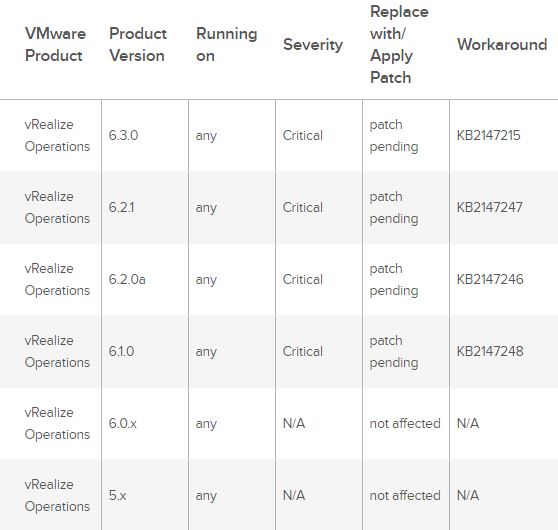 VMware Product | Product Version | Running on | Severity | Replace with/ Apply Patch | Workaround
vRealize Operations | 6.3.0 | any | Critical | patch pending | KB2147215
vRealize Operations | 6.2.1 | any | Critical | patch pending | KB2147247
vRealize Operations | 6.2.0a | any | Critical | patch pending | KB2147246
vRealize Operations | 6.1.0 | any | Critical | patch pending | KB2147248
vRealize Operations | 6.0.x | any | N/A | not affected | N/A
vRealize Operations | 5.x | any | N/A | not affected | N/A